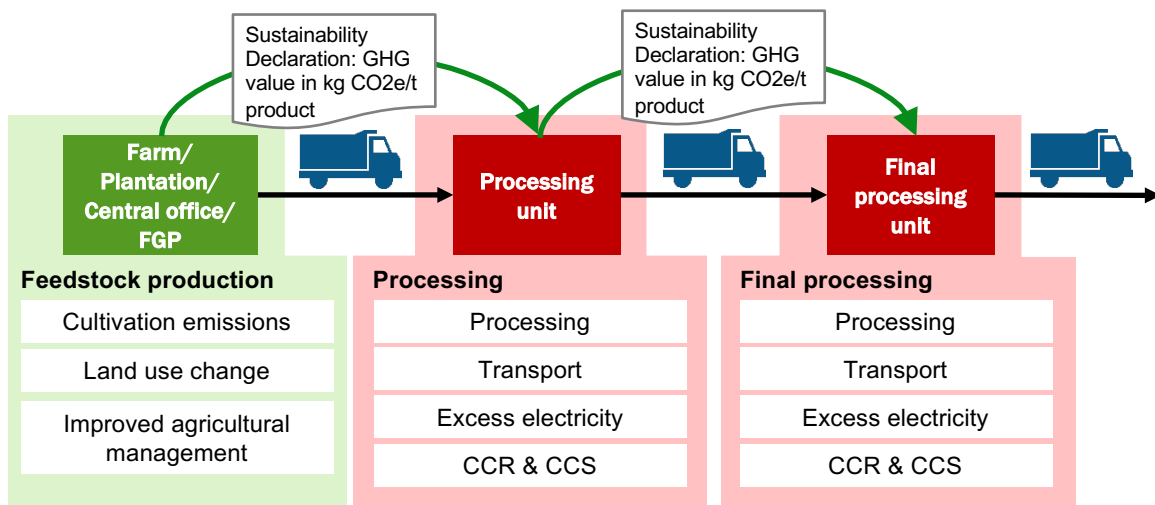 Sustainability
Declaration: GHG
value in kg CO2e/t
product
Sustainability
Declaration: GHG
value in kg CO2e/t
product
Farm/
Plantation/
Central office/
FGP
Processing
unit
Final
processing
unit
Feedstock production
Cultivation emissions
Land use change
Improved agricultural
management
Processing
Processing
Transport
Excess electricity
CCR & CCS
Final processing
Processing
Transport
Excess electricity
CCR & CCS